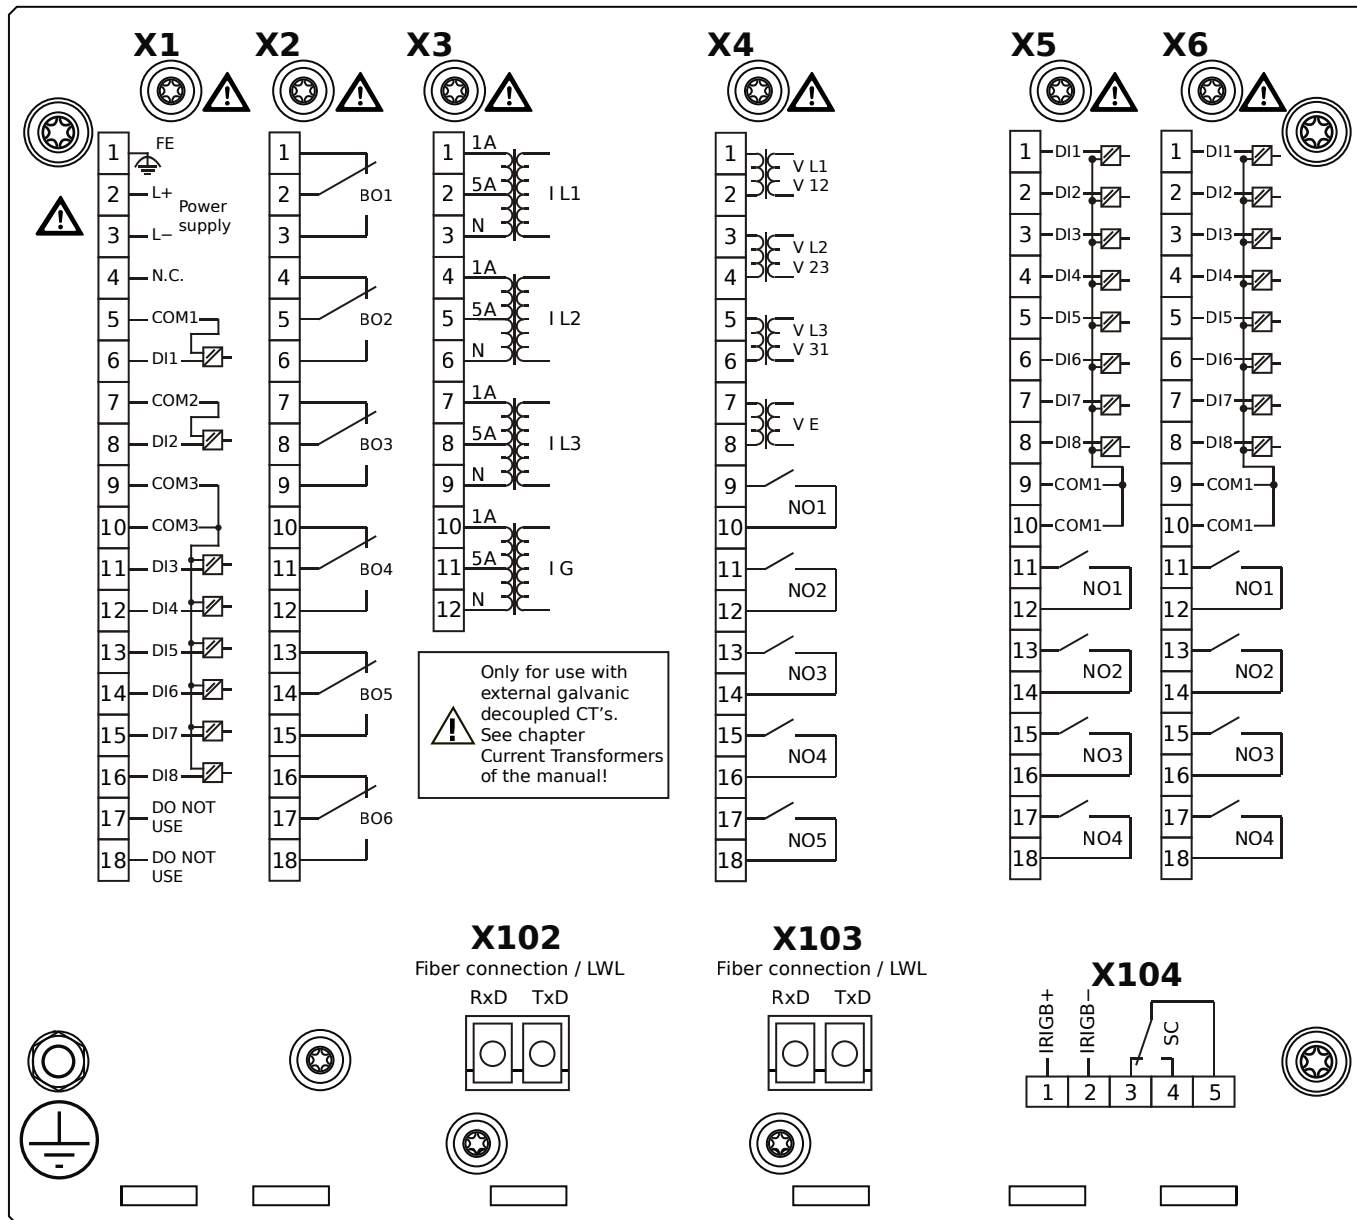 X1
X2
X3
X4
X5
X6
1 FE
2 L+
Power
supply
3 L−
4 N.C.
5 COM1
6 DI1
7 COM2
8 DI2
9 COM3
10 COM3
11 DI3
12 DI4
13 DI5
14 DI6
15 DI7
16 DI8
17 DO NOT
USE
18 DO NOT
USE
1
2 BO1
3
4
5 BO2
6
7
8 BO3
9
10
11 BO4
12
13
14 BO5
15
16
17 BO6
18
1 1A
2 5A I L1
3 N
4 1A
5 5A I L2
6 N
7 1A
8 5A I L3
9 N
10 1A
11 5A I G
12 N
Only for use with
external galvanic
decoupled CT's.
See chapter
Current Transformers
of the manual!
1 V L1
2 V 12
3 V L2
4 V 23
5 V L3
6 V 31
7 V E
8
9 NO1
10
11 NO2
12
13 NO3
14
15 NO4
16
17 NO5
18
1 DI1
2 DI2
3 DI3
4 DI4
5 DI5
6 DI6
7 DI7
8 DI8
9 COM1
10 COM1
11 NO1
12
13 NO2
14
15 NO3
16
17 NO4
18
1 DI1
2 DI2
3 DI3
4 DI4
5 DI5
6 DI6
7 DI7
8 DI8
9 COM1
10 COM1
11 NO1
12
13 NO2
14
15 NO3
16
17 NO4
18
X102
Fiber connection / LWL
RxD TxD
X103
Fiber connection / LWL
RxD TxD
X104
IRIGB+
IRIGB−
SC
1 2 3 4 5